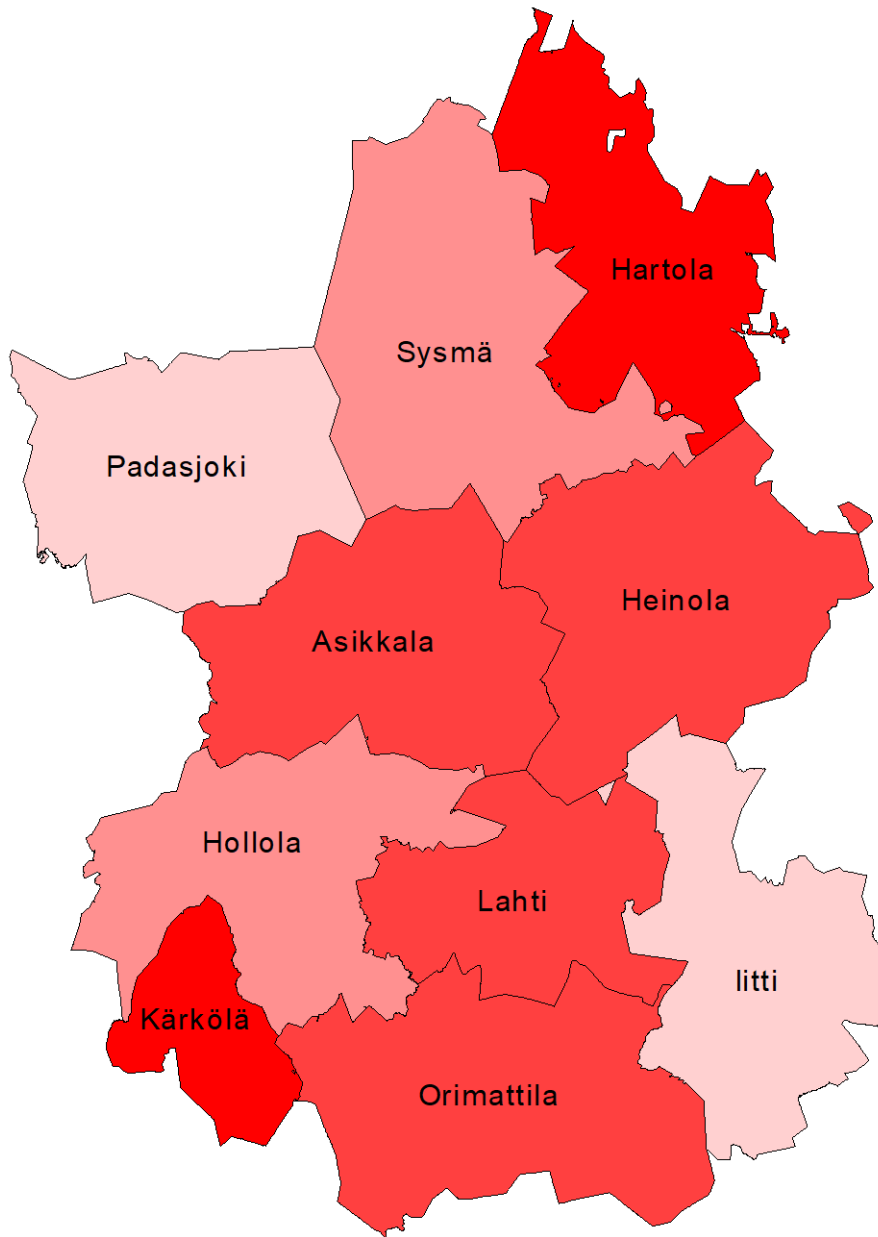 Hartola
Sysmä
Padasjoki
Heinola
Asikkala
Hollola
Lahti
Iitti
Kärkölä
Orimattila